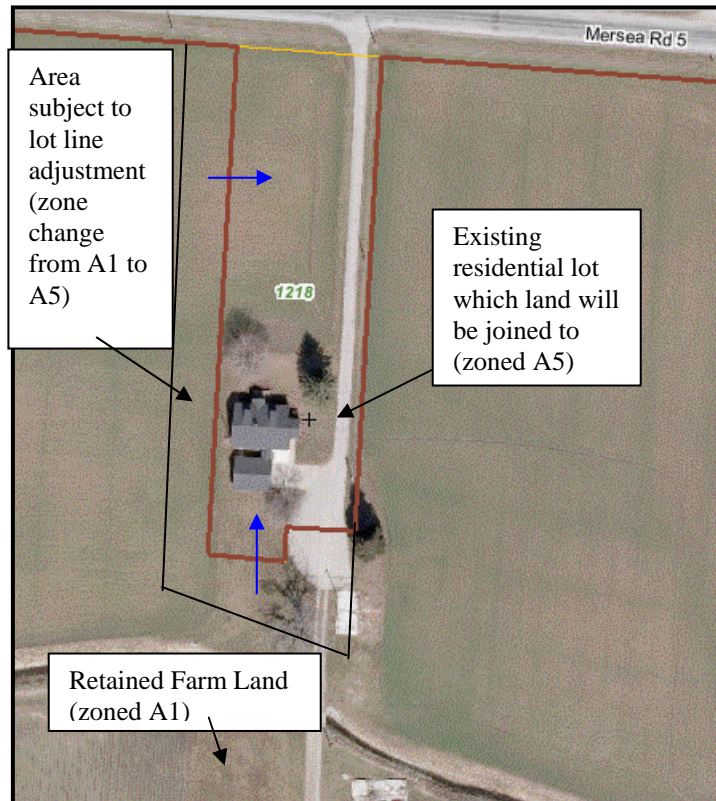 Mersea Rd 5
Area
subject to
lot line
adjustment
(zone
change
from A1 to
A5)
Existing
residential lot
which land will
be joined to
(zoned A5)
1218
Retained Farm Land
(zoned A1)